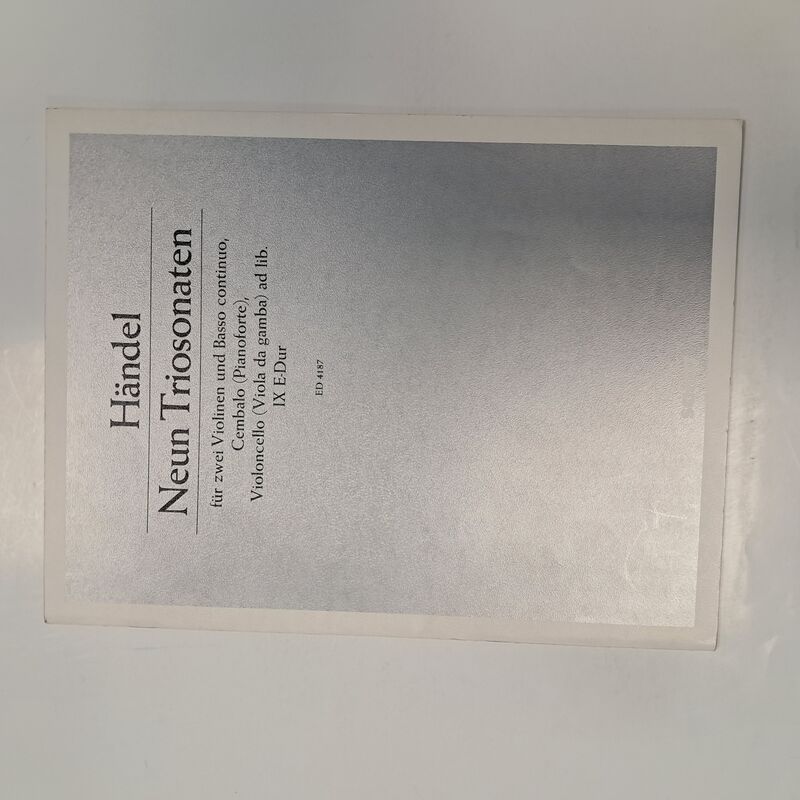 Händel
Neun Triosonaten
für zwei Violinen und Basso continuo,
Cembalo (Pianoforte),
Violoncello (Viola da gamba) ad lib.
IX E-Dur
ED 4187